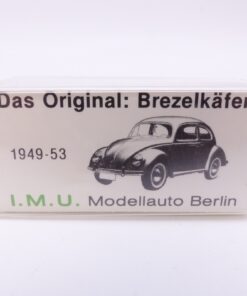 Das Original: Brezelkäfer
1949-53
I.M.U. Modellauto Berlin